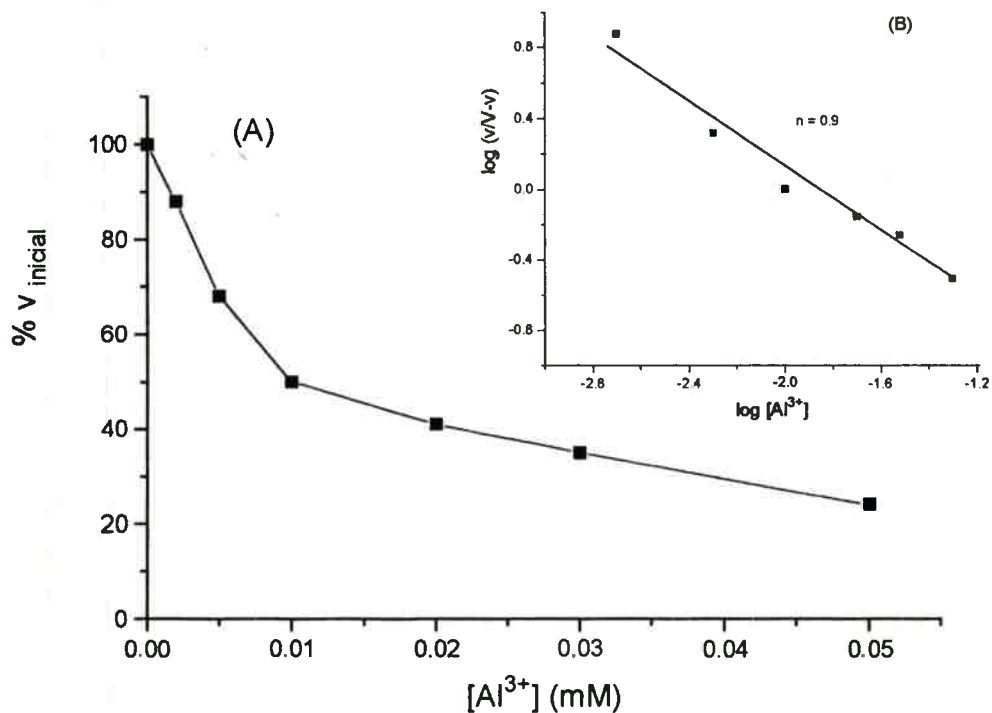 (A)
% v inicial
100
80
60
40
20
0
0.00 0.01 0.02 0.03 0.04 0.05
[Al³⁺] (mM)
(B)
log (v/V-v)
0.8
0.4
0.0
-0.4
-0.8
n = 0.9
-2.8 -2.4 -2.0 -1.6 -1.2
log [Al³⁺]